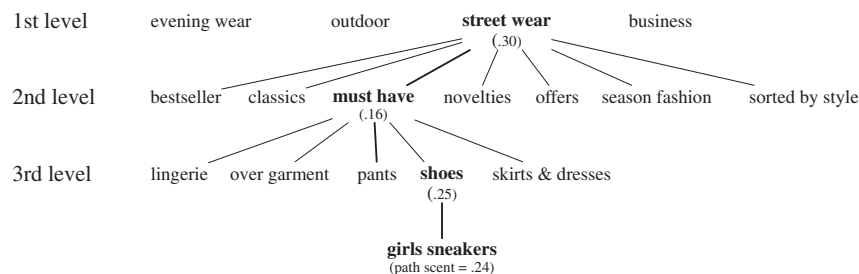 1st level evening wear outdoor street wear business
(.30)
2nd level bestseller classics must have novelties offers season fashion sorted by style
(.16)
3rd level lingerie over garment pants shoes skirts & dresses
(.25)
girls sneakers
(path scent = .24)